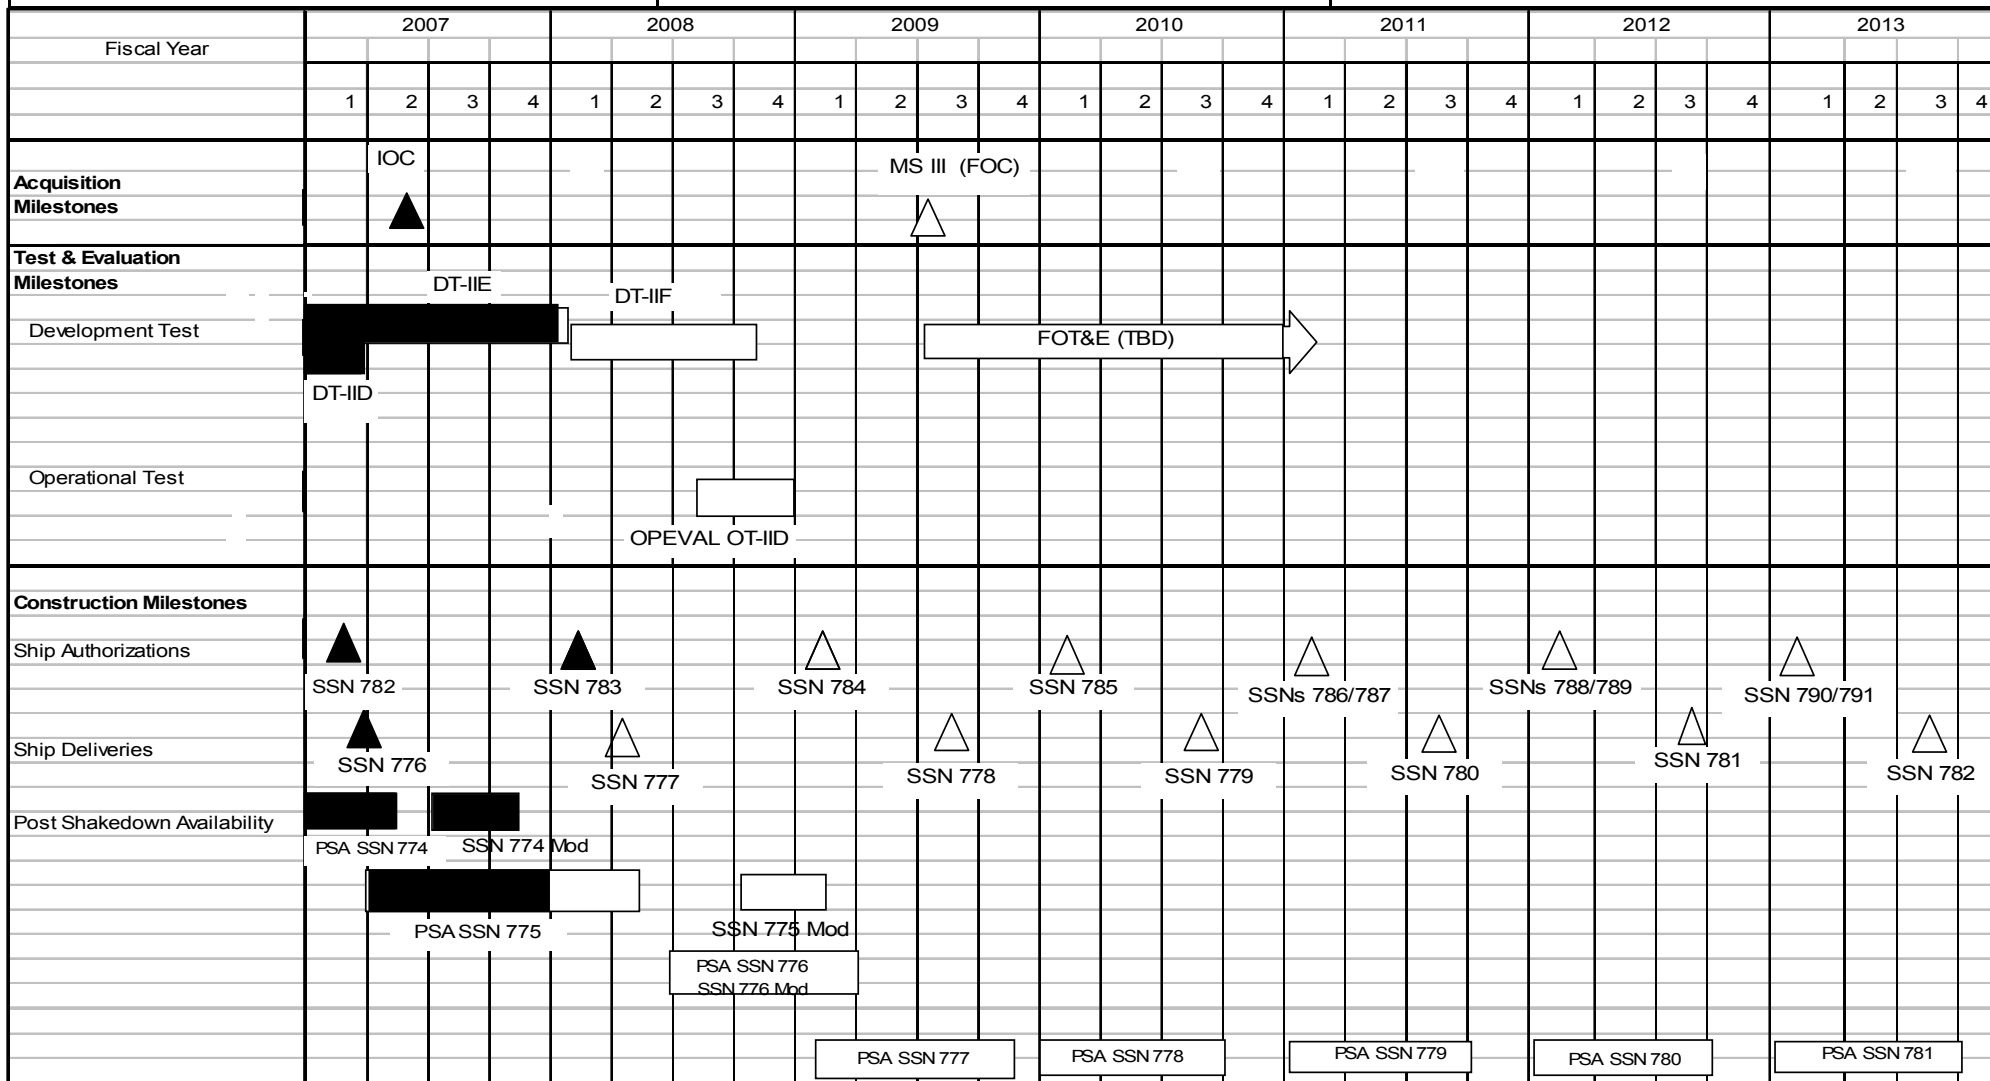 2007 2008 2009 2010 2011 2012 2013
Fiscal Year
1 2 3 4 1 2 3 4 1 2 3 4 1 2 3 4 1 2 3 4 1 2 3 4 1 2 3 4
IOC MS III (FOC)
Acquisition
Milestones
Test & Evaluation
Milestones
DT-IIE DT-IIF
Development Test FOT&E (TBD)
DT-IID
Operational Test
OPEVAL OT-IID
Construction Milestones
Ship Authorizations
SSN 782 SSN 783 SSN 784 SSN 785 SSNs 786/787 SSNs 788/789 SSN 790/791
Ship Deliveries
SSN 776 SSN 777 SSN 778 SSN 779 SSN 780 SSN 781 SSN 782
Post Shakedown Availability
PSA SSN 774 SSN 774 Mod
PSA SSN 775 SSN 775 Mod
PSA SSN 776
SSN 776 Mod
PSA SSN 777 PSA SSN 778 PSA SSN 779 PSA SSN 780 PSA SSN 781